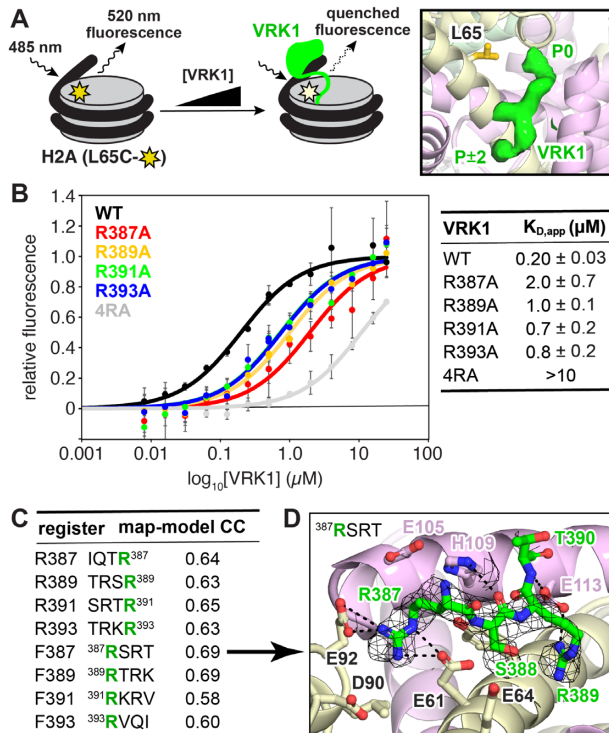 A
520 nm
fluorescence
485 nm
VRK1
quenched
fluorescence
[VRK1]
H2A (L65C-
)
L65
P0
P±2
VRK1
B
1.4
1.2
1.0
0.8
0.6
0.4
0.2
0
relative fluorescence
WT
R387A
R389A
R391A
R393A
4RA
0.001
0.01
0.1
1.0
10
100
log10[VRK1] (µM)
VRK1 KD,app (µM)
WT 0.20 ± 0.03
R387A 2.0 ± 0.7
R389A 1.0 ± 0.1
R391A 0.7 ± 0.2
R393A 0.8 ± 0.2
4RA >10
C
register map-model CC
R387 IQTR387 0.64
R389 TRSR389 0.63
R391 SRTR391 0.65
R393 TRKR393 0.63
F387 387RSRT 0.69
F389 389RTRK 0.69
F391 391RKRV 0.58
F393 393RVQI 0.60
D
387RSRT
E105
H109
T390
R387
E113
E92
D90
E61
E64
S388
R389